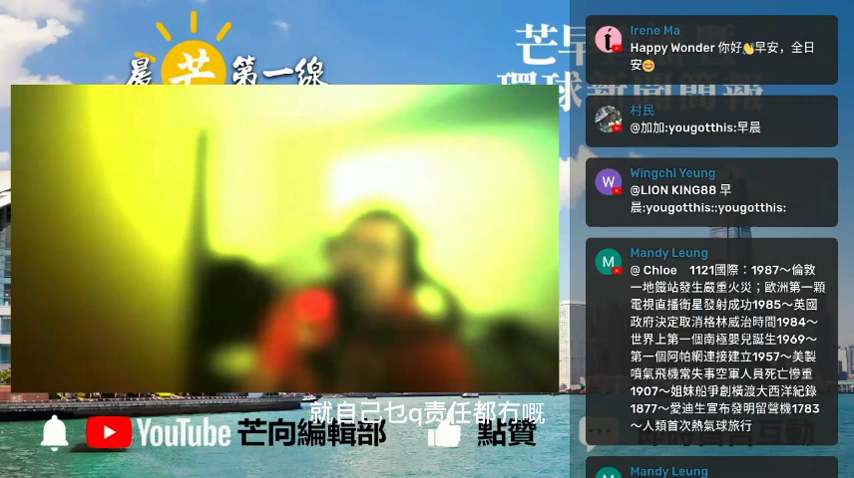 晨 芒 第一線
芒早
環球新聞簡報
Irene Ma
Happy Wonder 你好👋早安，全日
安😊
村民
@加加:yougotthis:早晨
Wingchi Yeung
@LION KING88 早
晨:yougotthis::yougotthis:
Mandy Leung
@ Chloe 1121國際：1987～倫敦
一地鐵站發生嚴重火災；歐洲第一顆
電視直播衛星發射成功1985～英國
政府決定取消格林威治時間1984～
世界上第一個南極嬰兒誕生1969～
第一個阿帕網連接建立1957～美製
噴氣飛機常失事空軍人員死亡慘重
1907～姐妹船爭創橫渡大西洋紀錄
1877～愛迪生宣布發明留聲機1783
～人類首次熱氣球旅行
Mandy Leung
就自己乜q责任都冇嘅
YouTube 芒向編輯部 點贊 即時留言互動